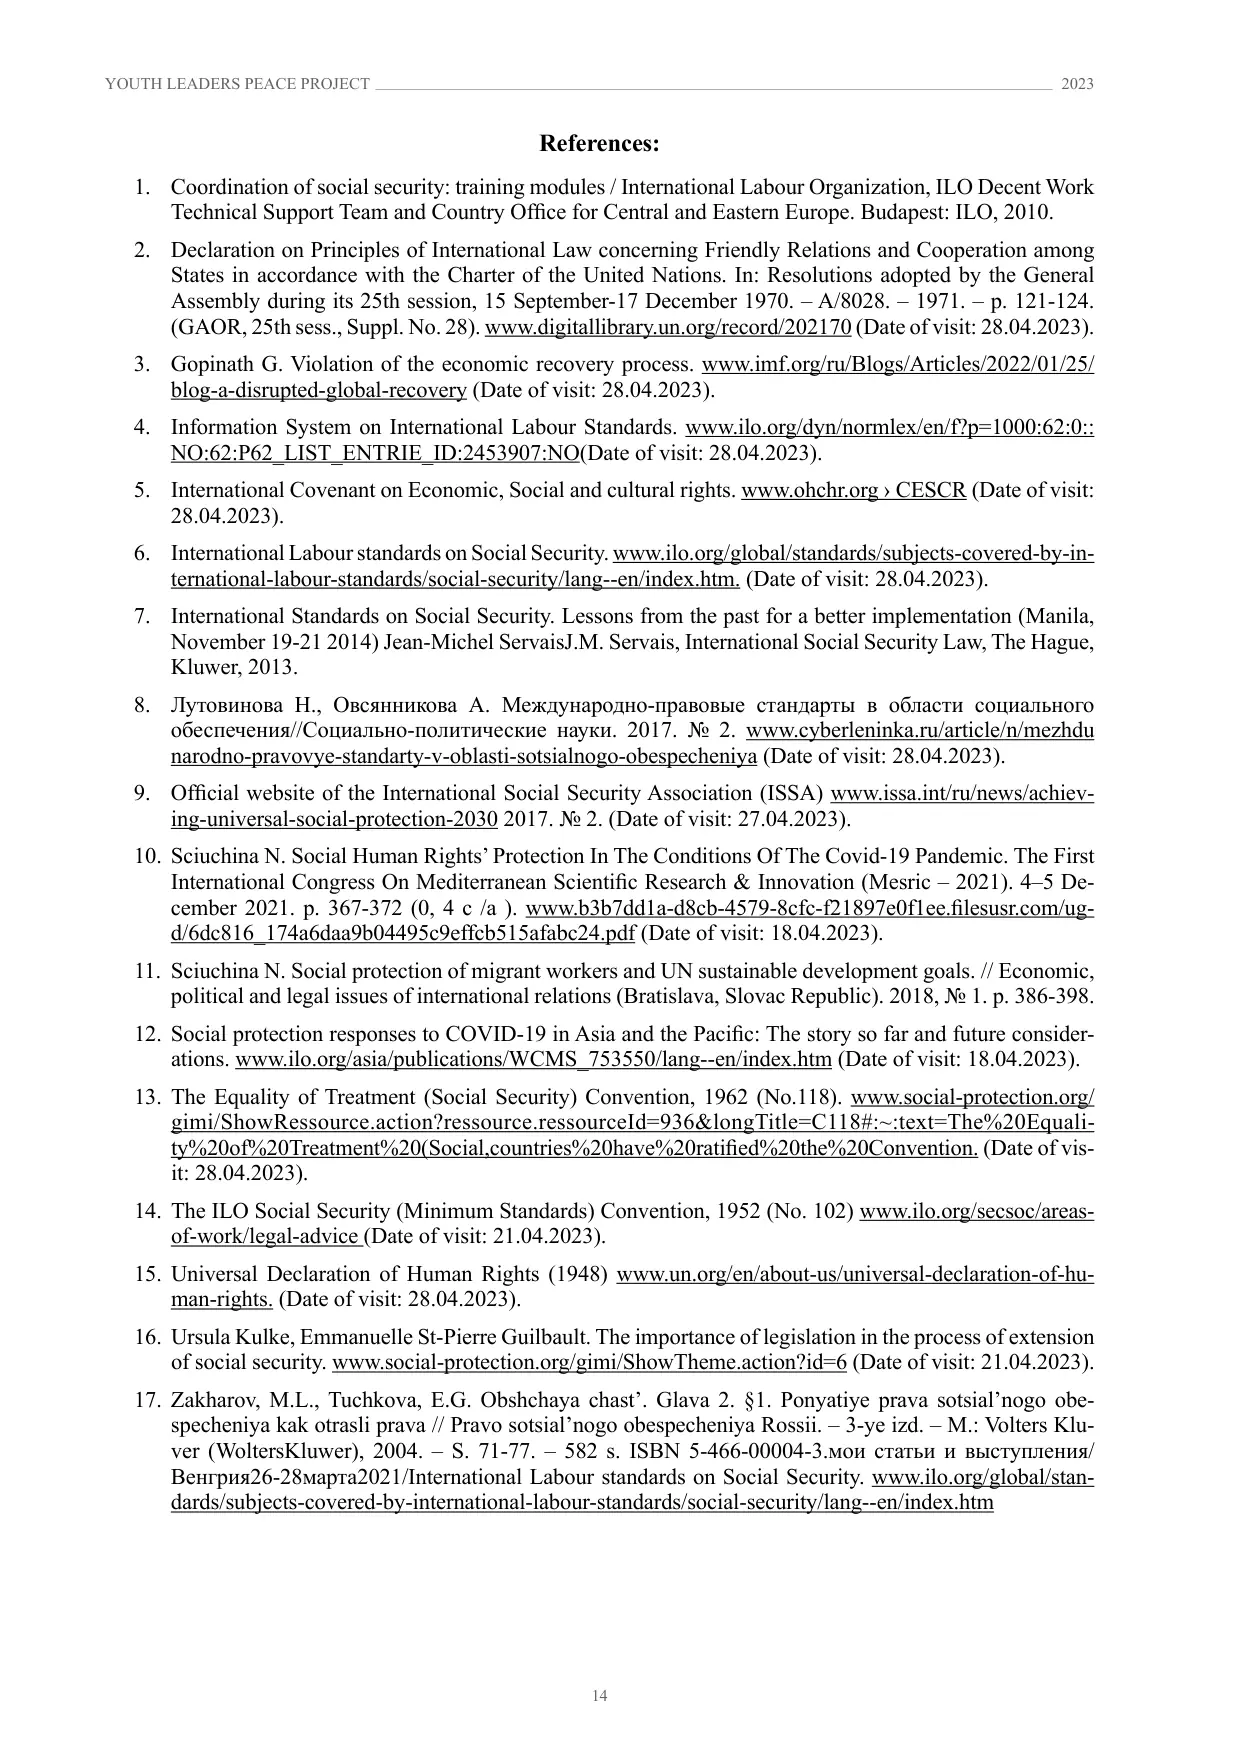 YOUTH LEADERS PEACE PROJECT 2023
References:
1. Coordination of social security: training modules / International Labour Organization, ILO Decent Work
Technical Support Team and Country Office for Central and Eastern Europe. Budapest: ILO, 2010.
2. Declaration on Principles of International Law concerning Friendly Relations and Cooperation among
States in accordance with the Charter of the United Nations. In: Resolutions adopted by the General
Assembly during its 25th session, 15 September-17 December 1970. – A/8028. – 1971. – p. 121-124.
(GAOR, 25th sess., Suppl. No. 28). www.digitallibrary.un.org/record/202170 (Date of visit: 28.04.2023).
3. Gopinath G. Violation of the economic recovery process. www.imf.org/ru/Blogs/Articles/2022/01/25/
blog-a-disrupted-global-recovery (Date of visit: 28.04.2023).
4. Information System on International Labour Standards. www.ilo.org/dyn/normlex/en/f?p=1000:62:0::
NO:62:P62_LIST_ENTRIE_ID:2453907:NO(Date of visit: 28.04.2023).
5. International Covenant on Economic, Social and cultural rights. www.ohchr.org › CESCR (Date of visit:
28.04.2023).
6. International Labour standards on Social Security. www.ilo.org/global/standards/subjects-covered-by-in-
ternational-labour-standards/social-security/lang--en/index.htm. (Date of visit: 28.04.2023).
7. International Standards on Social Security. Lessons from the past for a better implementation (Manila,
November 19-21 2014) Jean-Michel ServaisJ.M. Servais, International Social Security Law, The Hague,
Kluwer, 2013.
8. Лутовинова Н., Овсянникова А. Международно-правовые стандарты в области социального
обеспечения//Социально-политические науки. 2017. № 2. www.cyberleninka.ru/article/n/mezhdu
narodno-pravovye-standarty-v-oblasti-sotsialnogo-obespecheniya (Date of visit: 28.04.2023).
9. Official website of the International Social Security Association (ISSA) www.issa.int/ru/news/achiev-
ing-universal-social-protection-2030 2017. № 2. (Date of visit: 27.04.2023).
10. Sciuchina N. Social Human Rights’ Protection In The Conditions Of The Covid-19 Pandemic. The First
International Congress On Mediterranean Scientific Research & Innovation (Mesric – 2021). 4–5 De-
cember 2021. p. 367-372 (0, 4 c /a ). www.b3b7dd1a-d8cb-4579-8cfc-f21897e0f1ee.filesusr.com/ug-
d/6dc816_174a6daa9b04495c9effcb515afabc24.pdf (Date of visit: 18.04.2023).
11. Sciuchina N. Social protection of migrant workers and UN sustainable development goals. // Economic,
political and legal issues of international relations (Bratislava, Slovac Republic). 2018, № 1. p. 386-398.
12. Social protection responses to COVID-19 in Asia and the Pacific: The story so far and future consider-
ations. www.ilo.org/asia/publications/WCMS_753550/lang--en/index.htm (Date of visit: 18.04.2023).
13. The Equality of Treatment (Social Security) Convention, 1962 (No.118). www.social-protection.org/
gimi/ShowRessource.action?ressource.ressourceId=936&longTitle=C118#:~:text=The%20Equali-
ty%20of%20Treatment%20(Social,countries%20have%20ratified%20the%20Convention. (Date of vis-
it: 28.04.2023).
14. The ILO Social Security (Minimum Standards) Convention, 1952 (No. 102) www.ilo.org/secsoc/areas-
of-work/legal-advice (Date of visit: 21.04.2023).
15. Universal Declaration of Human Rights (1948) www.un.org/en/about-us/universal-declaration-of-hu-
man-rights. (Date of visit: 28.04.2023).
16. Ursula Kulke, Emmanuelle St-Pierre Guilbault. The importance of legislation in the process of extension
of social security. www.social-protection.org/gimi/ShowTheme.action?id=6 (Date of visit: 21.04.2023).
17. Zakharov, M.L., Tuchkova, E.G. Obshchaya chast’. Glava 2. §1. Ponyatiye prava sotsial’nogo obe-
specheniya kak otrasli prava // Pravo sotsial’nogo obespecheniya Rossii. – 3-ye izd. – M.: Volters Klu-
ver (WoltersKluwer), 2004. – S. 71-77. – 582 s. ISBN 5-466-00004-3.мои статьи и выступления/
Венгрия26-28марта2021/International Labour standards on Social Security. www.ilo.org/global/stan-
dards/subjects-covered-by-international-labour-standards/social-security/lang--en/index.htm
14